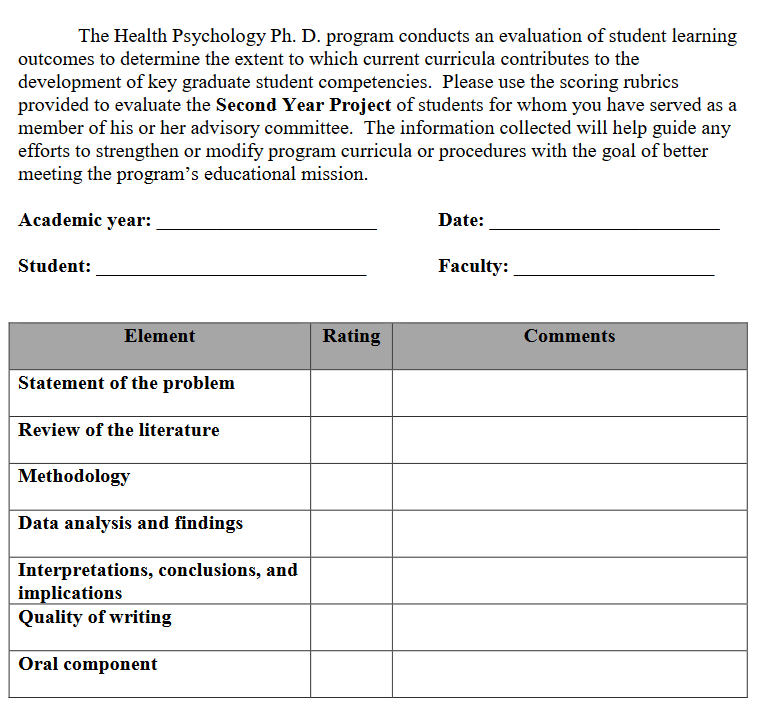 The Health Psychology Ph. D. program conducts an evaluation of student learning
outcomes to determine the extent to which current curricula contributes to the
development of key graduate student competencies.  Please use the scoring rubrics
provided to evaluate the Second Year Project of students for whom you have served as a
member of his or her advisory committee.  The information collected will help guide any
efforts to strengthen or modify program curricula or procedures with the goal of better
meeting the program’s educational mission.
Academic year: ______________________ Date: _______________________
Student: ___________________________ Faculty: ____________________
Element Rating Comments
Statement of the problem
Review of the literature
Methodology
Data analysis and findings
Interpretations, conclusions, and
implications
Quality of writing
Oral component